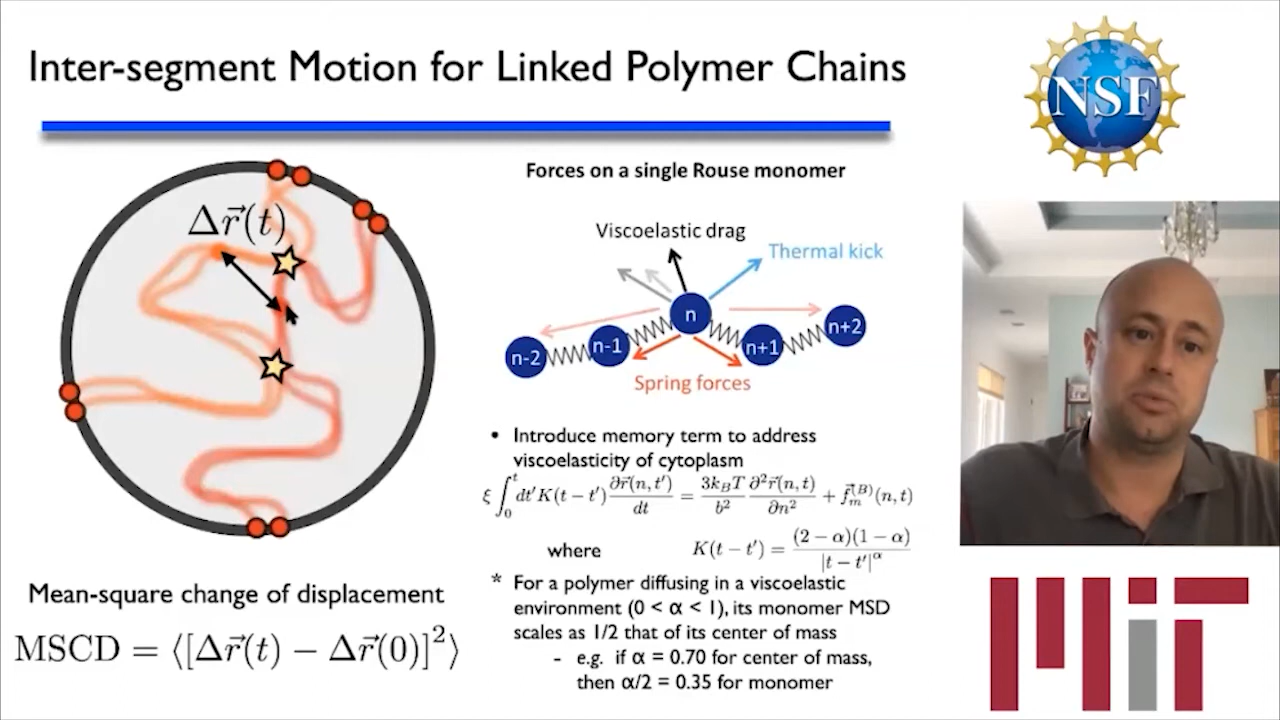 Inter-segment Motion for Linked Polymer Chains
NSF
Δr⃗(t)
Forces on a single Rouse monomer
Viscoelastic drag
Thermal kick
n-2
n-1
n
n+1
n+2
Spring forces
• Introduce memory term to address
viscoelasticity of cytoplasm
ξ ∫₀ᵗ dt′K(t − t′) ∂r⃗(n, t′)/dt = 3k_BT/b² ∂²r⃗(n, t)/∂n² + f⃗_m^(B)(n, t)
where K(t − t′) = (2 − α)(1 − α)/|t − t′|^α
* For a polymer diffusing in a viscoelastic
environment (0 < α < 1), its monomer MSD
scales as 1/2 that of its center of mass
- e.g. if α = 0.70 for center of mass,
then α/2 = 0.35 for monomer
Mean-square change of displacement
MSCD = ⟨[Δr⃗(t) − Δr⃗(0)]²⟩
MIT